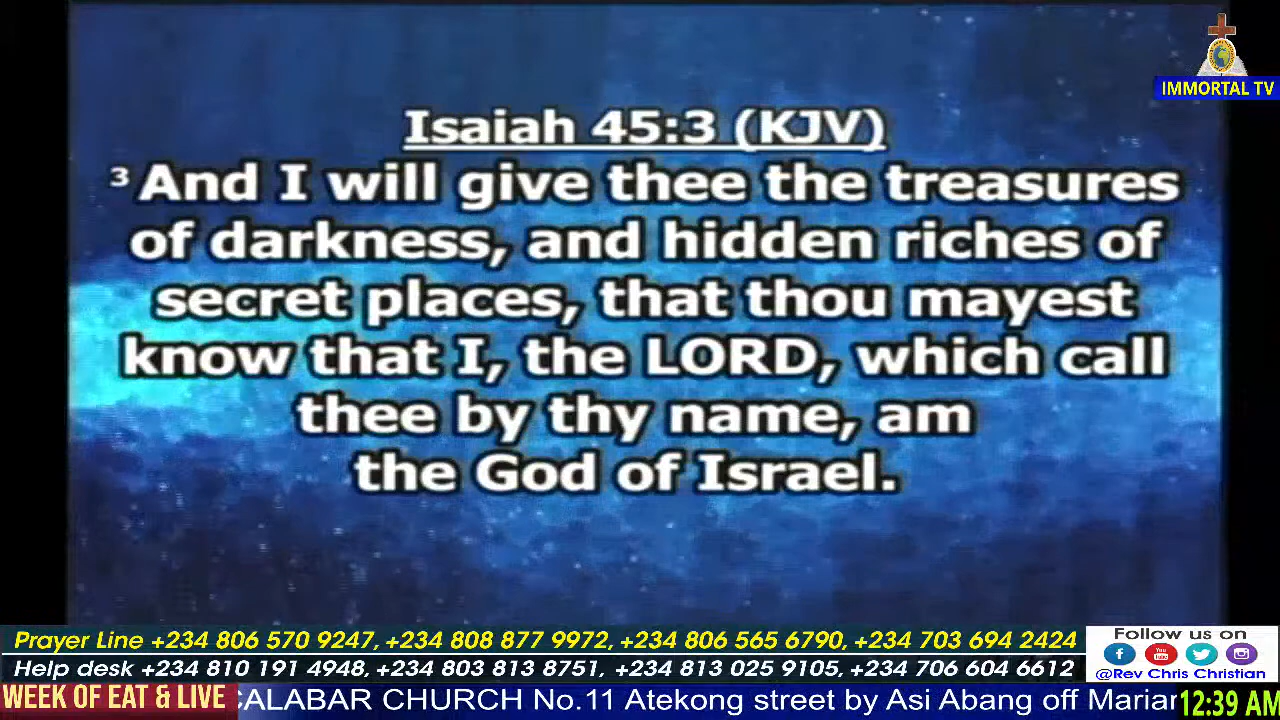 IMMORTAL TV
Isaiah 45:3 (KJV)
³ And I will give thee the treasures
of darkness, and hidden riches of
secret places, that thou mayest
know that I, the LORD, which call
thee by thy name, am
the God of Israel.
Prayer Line +234 806 570 9247, +234 808 877 9972, +234 806 565 6790, +234 703 694 2424
Help desk +234 810 191 4948, +234 813 813 8751, +234 813 025 9105, +234 706 604 6612
Follow us on
You Tube
@Rev Chris Christian
WEEK OF EAT & LIVE
CALABAR CHURCH No.11 Atekong street by Asi Abang off Marian
12:39 AM